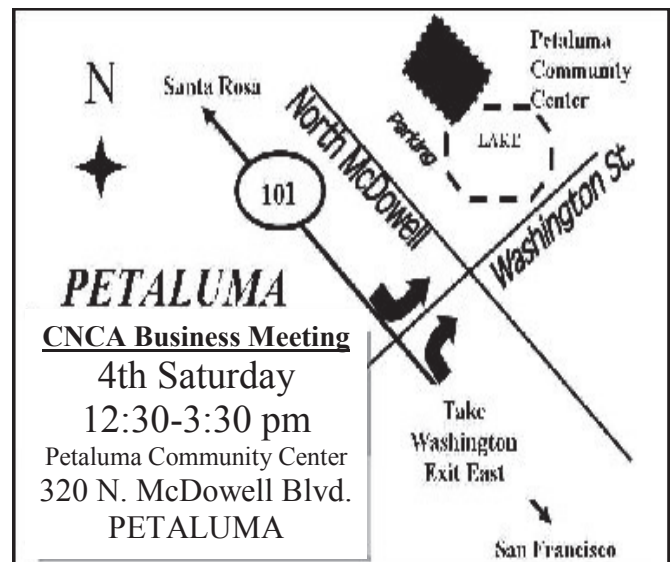 N
Santa Rosa
101
North McDowell
Parking
LAKE
Petaluma
Community
Center
Washington St.
PETALUMA
CNCA Business Meeting
4th Saturday
12:30-3:30 pm
Petaluma Community Center
320 N. McDowell Blvd.
PETALUMA
Take
Washington
Exit East
San Francisco